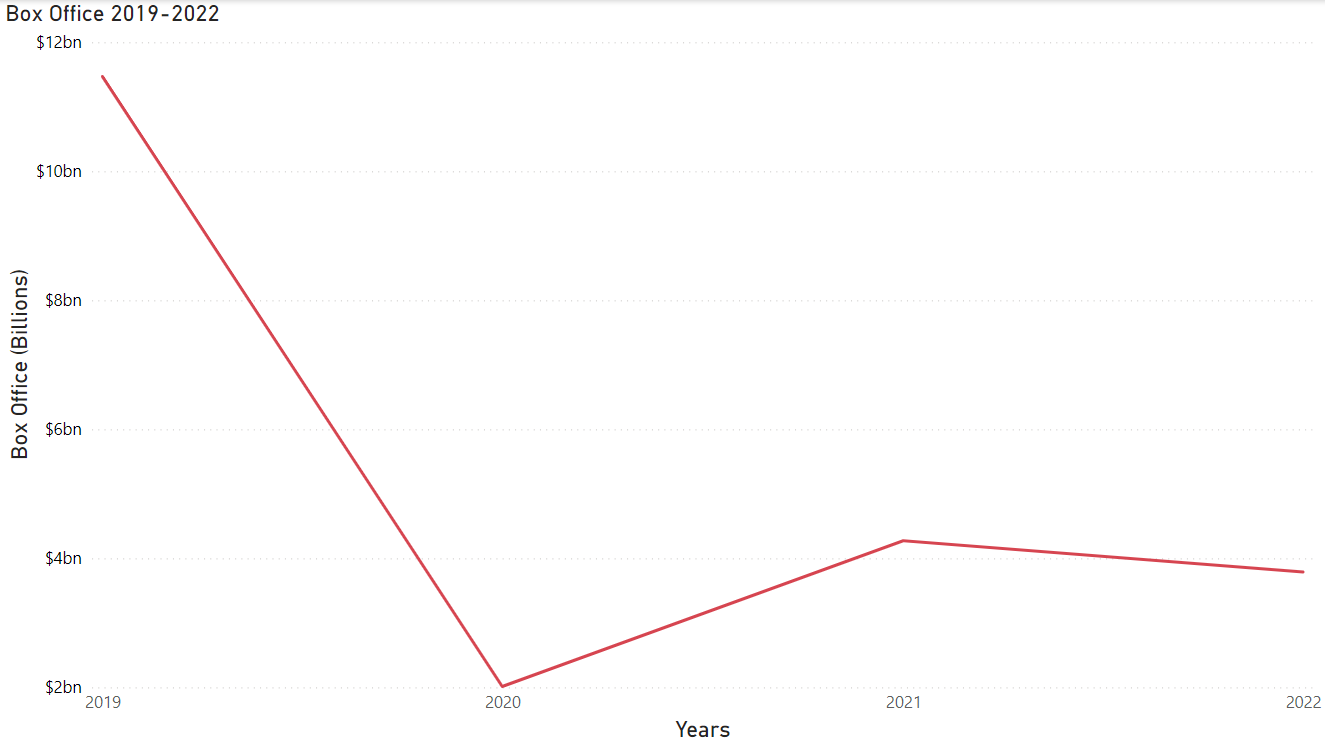 Box Office 2019-2022
$12bn
$10bn
$8bn
$6bn
$4bn
$2bn
Box Office (Billions)
2019 2020 2021 2022
Years